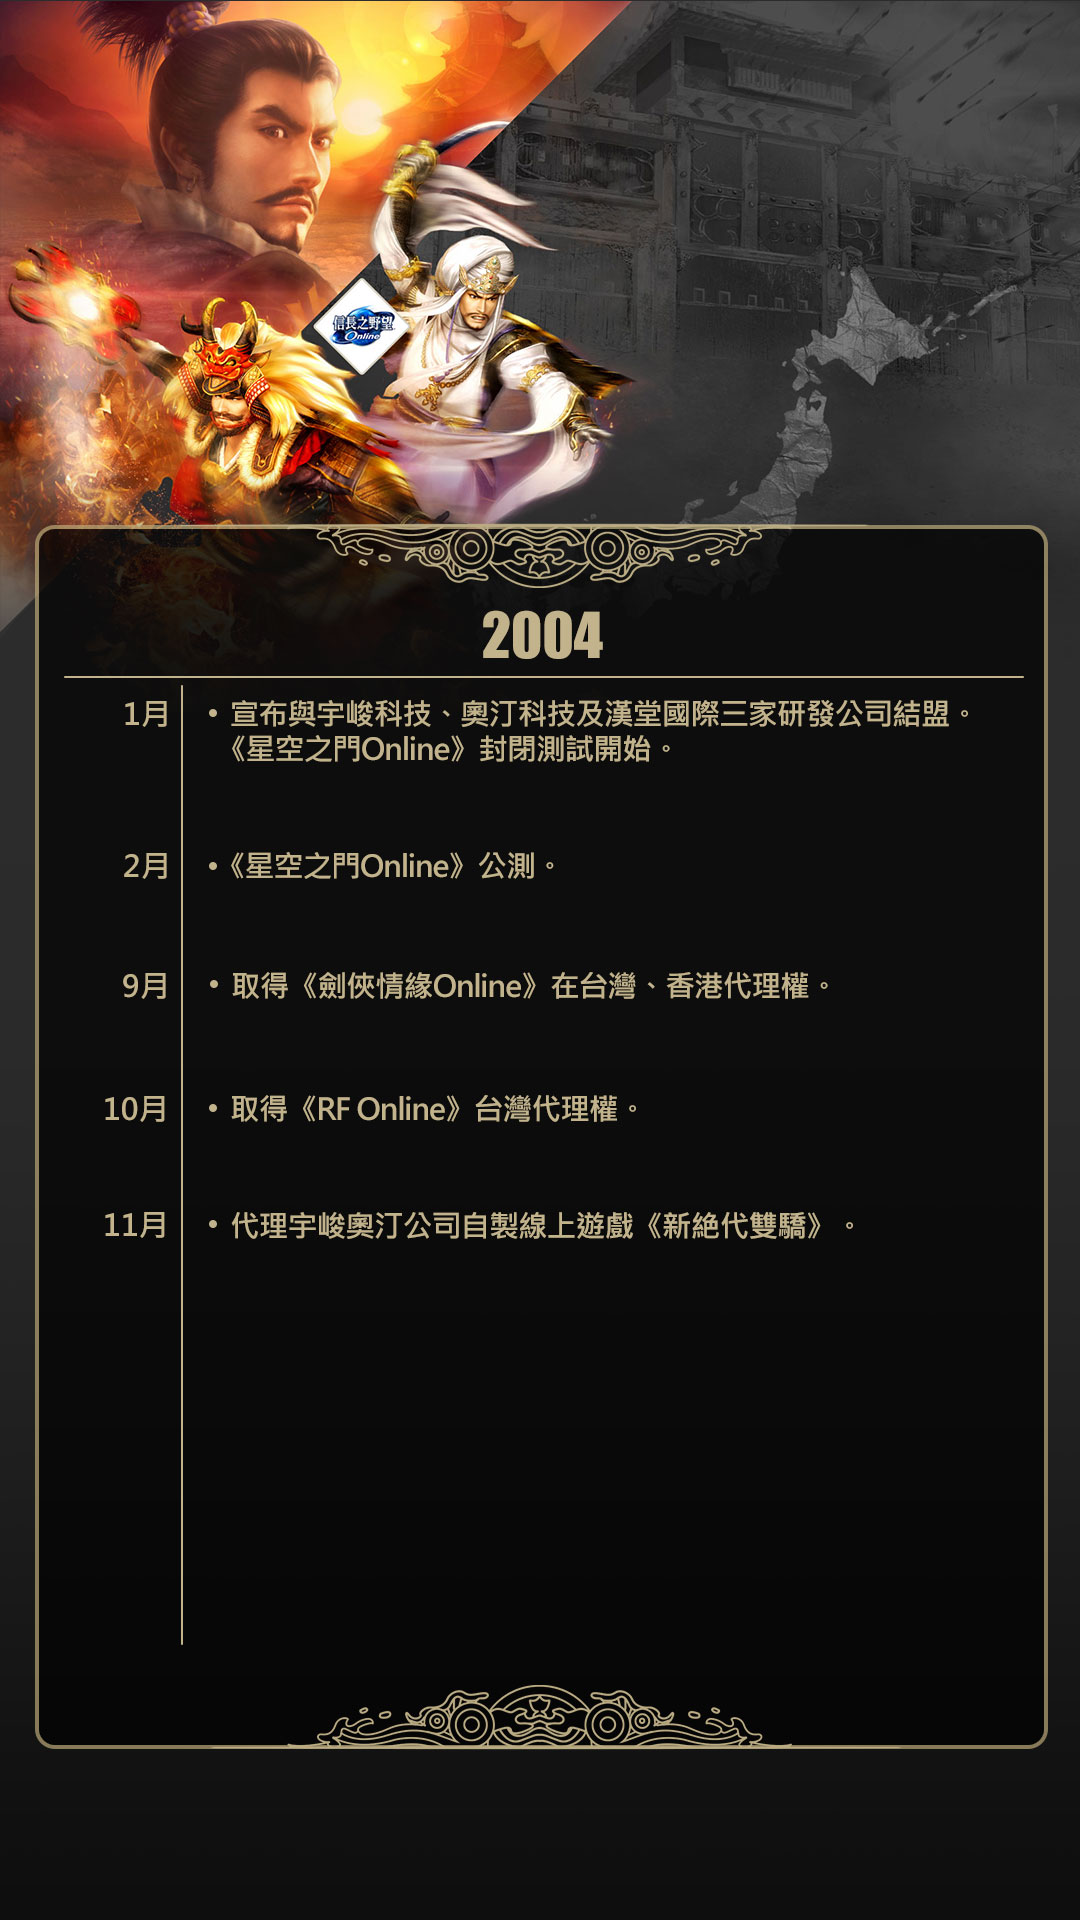 信長之野望
Online
2004
1月
• 宣布與宇峻科技、奧汀科技及漢堂國際三家研發公司結盟。
《星空之門Online》封閉測試開始。
2月
•《星空之門Online》公測。
9月
• 取得《劍俠情緣Online》在台灣、香港代理權。
10月
• 取得《RF Online》台灣代理權。
11月
• 代理宇峻奧汀公司自製線上遊戲《新絕代雙驕》。